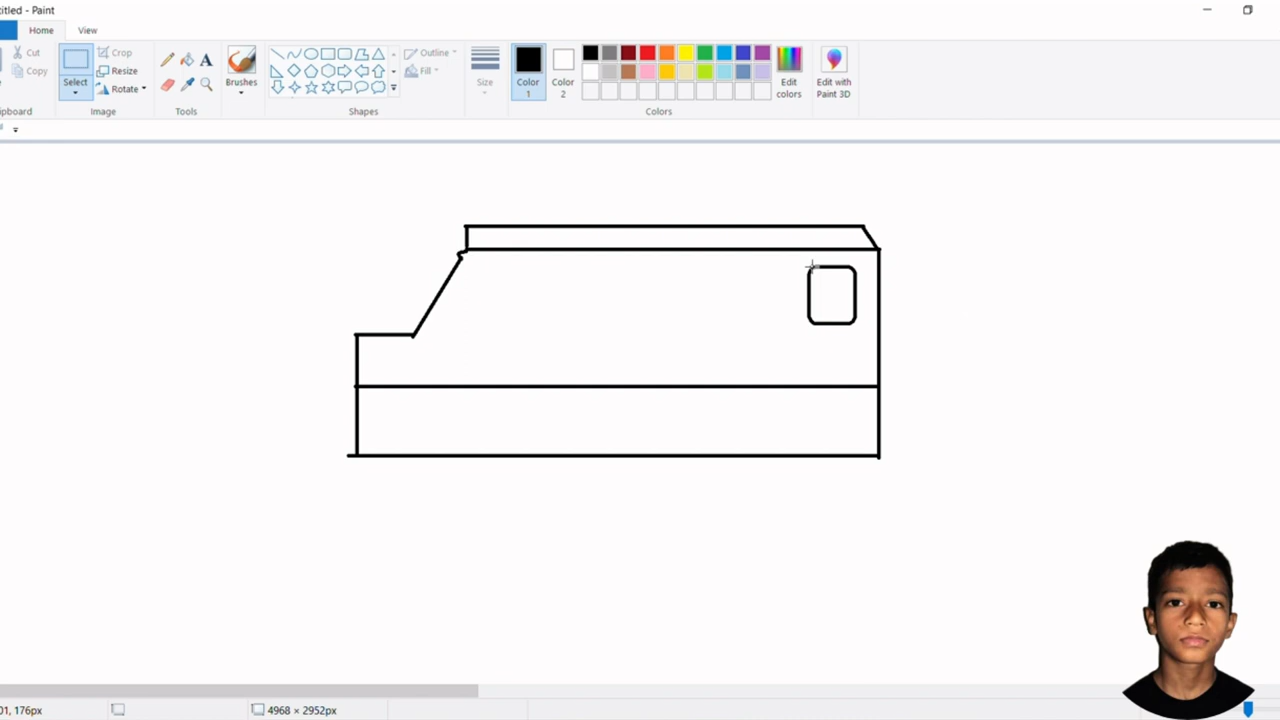 titled - Paint
Home View
Cut
Copy
ipboard
Select
Crop
Resize
Rotate
Image
A
Tools
Brushes
Shapes
Outline
Fill
Size
Color
1
Color
2
Edit
colors
Colors
Edit with
Paint 3D
01, 176px
4968 × 2952px